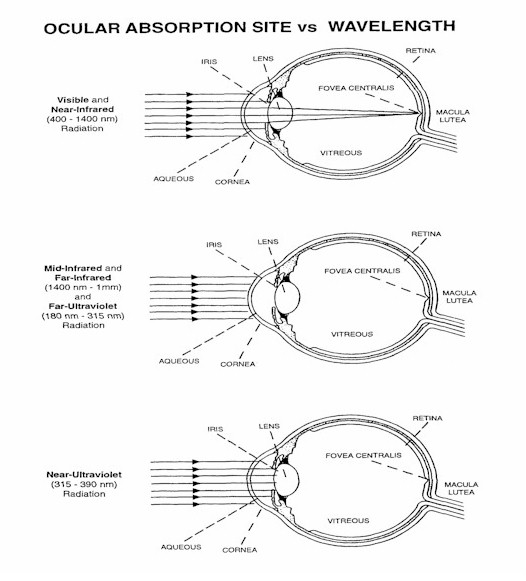 OCULAR ABSORPTION SITE vs WAVELENGTH
RETINA
LENS
IRIS
FOVEA CENTRALIS
Visible and
Near-Infrared
(400 - 1400 nm)
Radiation
MACULA
LUTEA
VITREOUS
AQUEOUS
CORNEA
RETINA
LENS
IRIS
FOVEA CENTRALIS
Mid-Infrared and
Far-Infrared
(1400 nm - 1mm)
and
Far-Ultraviolet
(180 nm - 315 nm)
Radiation
MACULA
LUTEA
VITREOUS
AQUEOUS
CORNEA
RETINA
LENS
IRIS
FOVEA CENTRALIS
Near-Ultraviolet
(315 - 390 nm)
Radiation
MACULA
LUTEA
VITREOUS
AQUEOUS
CORNEA